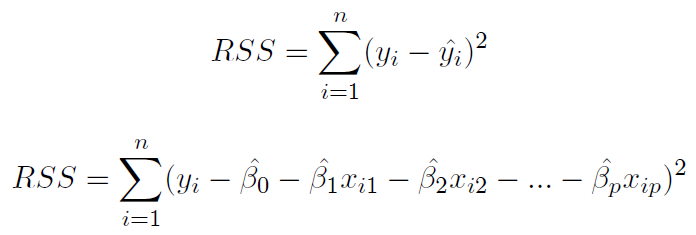 RSS = \sum_{i=1}^{n} (y_i - \hat{y_i})^2
RSS = \sum_{i=1}^{n} (y_i - \hat{\beta_0} - \hat{\beta_1} x_{i1} - \hat{\beta_2} x_{i2} - ... - \hat{\beta_p} x_{ip})^2